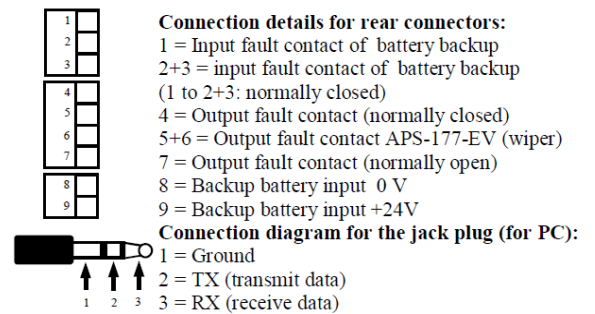 1
2
3
4
5
6
7
8
9
Connection details for rear connectors:
1 = Input fault contact of battery backup
2+3 = input fault contact of battery backup
(1 to 2+3: normally closed)
4 = Output fault contact (normally closed)
5+6 = Output fault contact APS-177-EV (wiper)
7 = Output fault contact (normally open)
8 = Backup battery input 0 V
9 = Backup battery input +24V
Connection diagram for the jack plug (for PC):
1 = Ground
2 = TX (transmit data)
3 = RX (receive data)
1 2 3